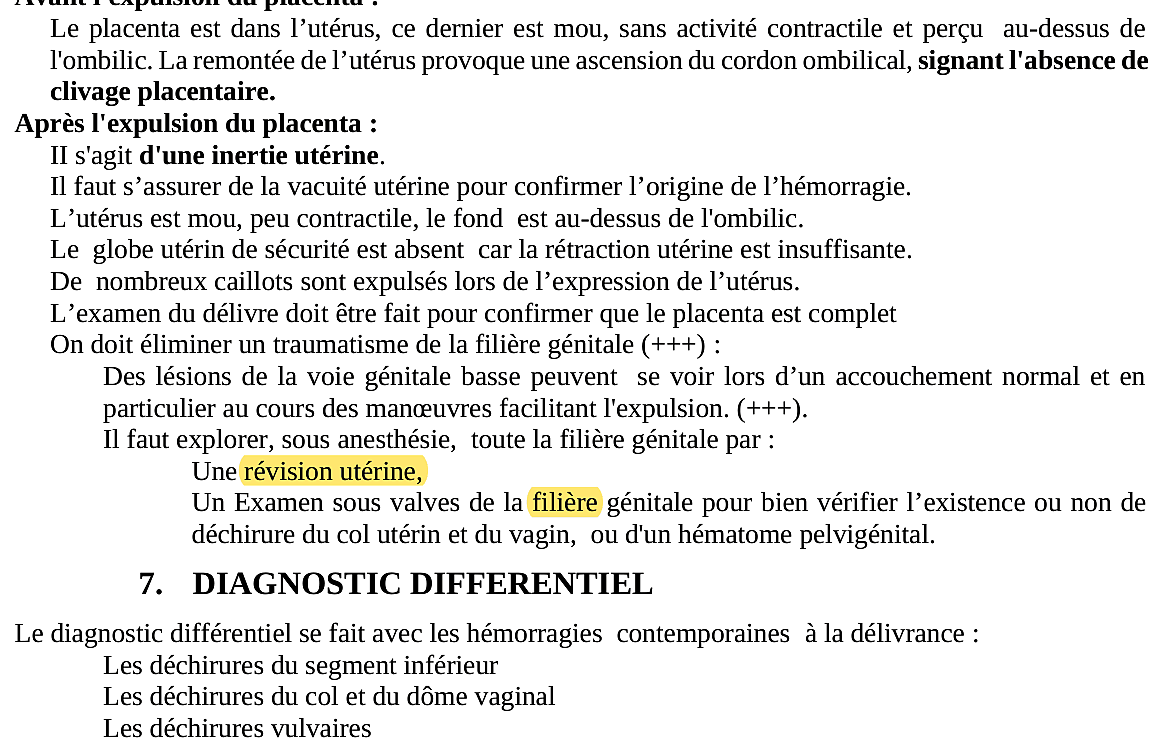 Avant l'expulsion du placenta :
Le placenta est dans l’utérus, ce dernier est mou, sans activité contractile et perçu au-dessus de
l'ombilic. La remontée de l’utérus provoque une ascension du cordon ombilical, signant l'absence de
clivage placentaire.
Après l'expulsion du placenta :
II s'agit d'une inertie utérine.
Il faut s’assurer de la vacuité utérine pour confirmer l’origine de l’hémorragie.
L’utérus est mou, peu contractile, le fond est au-dessus de l'ombilic.
Le globe utérin de sécurité est absent car la rétraction utérine est insuffisante.
De nombreux caillots sont expulsés lors de l’expression de l’utérus.
L’examen du délivre doit être fait pour confirmer que le placenta est complet
On doit éliminer un traumatisme de la filière génitale (+++) :
Des lésions de la voie génitale basse peuvent se voir lors d’un accouchement normal et en
particulier au cours des manœuvres facilitant l'expulsion. (+++).
Il faut explorer, sous anesthésie, toute la filière génitale par :
Une révision utérine,
Un Examen sous valves de la filière génitale pour bien vérifier l’existence ou non de
déchirure du col utérin et du vagin, ou d'un hématome pelvigénital.
7. DIAGNOSTIC DIFFERENTIEL
Le diagnostic différentiel se fait avec les hémorragies contemporaines à la délivrance :
Les déchirures du segment inférieur
Les déchirures du col et du dôme vaginal
Les déchirures vulvaires